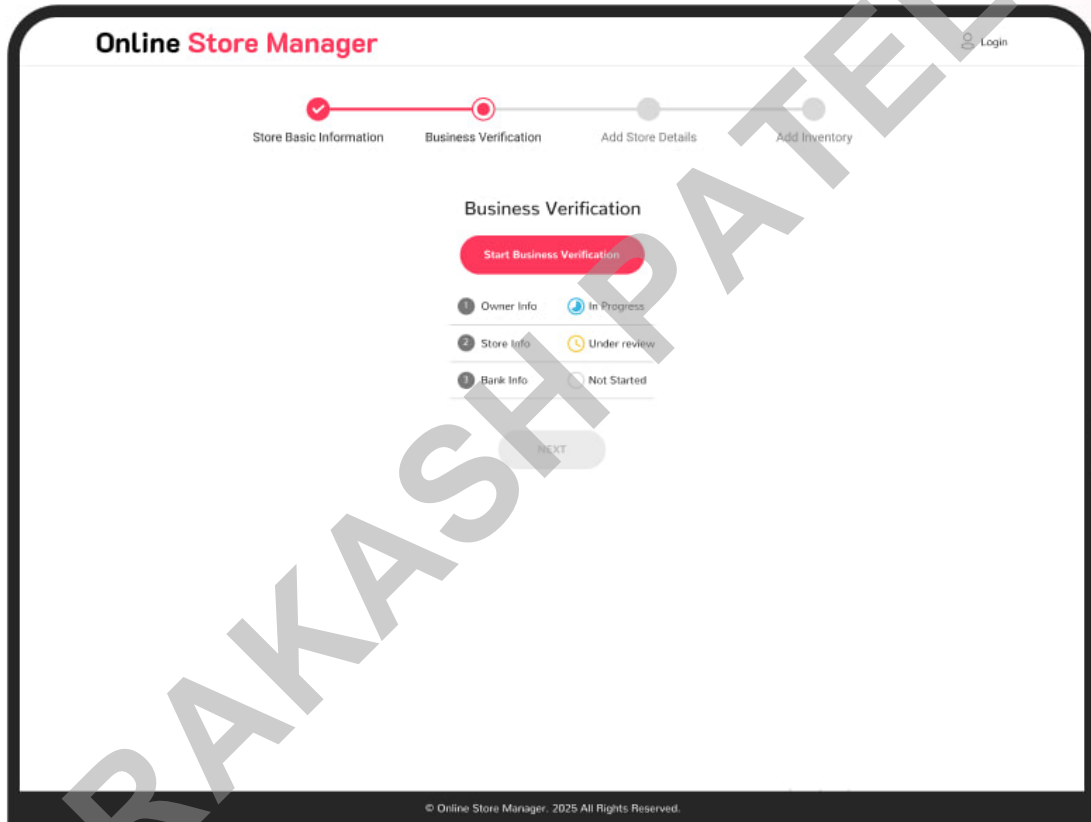 Online Store Manager
Login
Store Basic Information
Business Verification
Add Store Details
Add Inventory
Business Verification
Start Business Verification
1 Owner Info In Progress
2 Store Info Under review
3 Bank Info Not Started
NEXT
© Online Store Manager. 2025 All Rights Reserved.
RAKASH PATEL